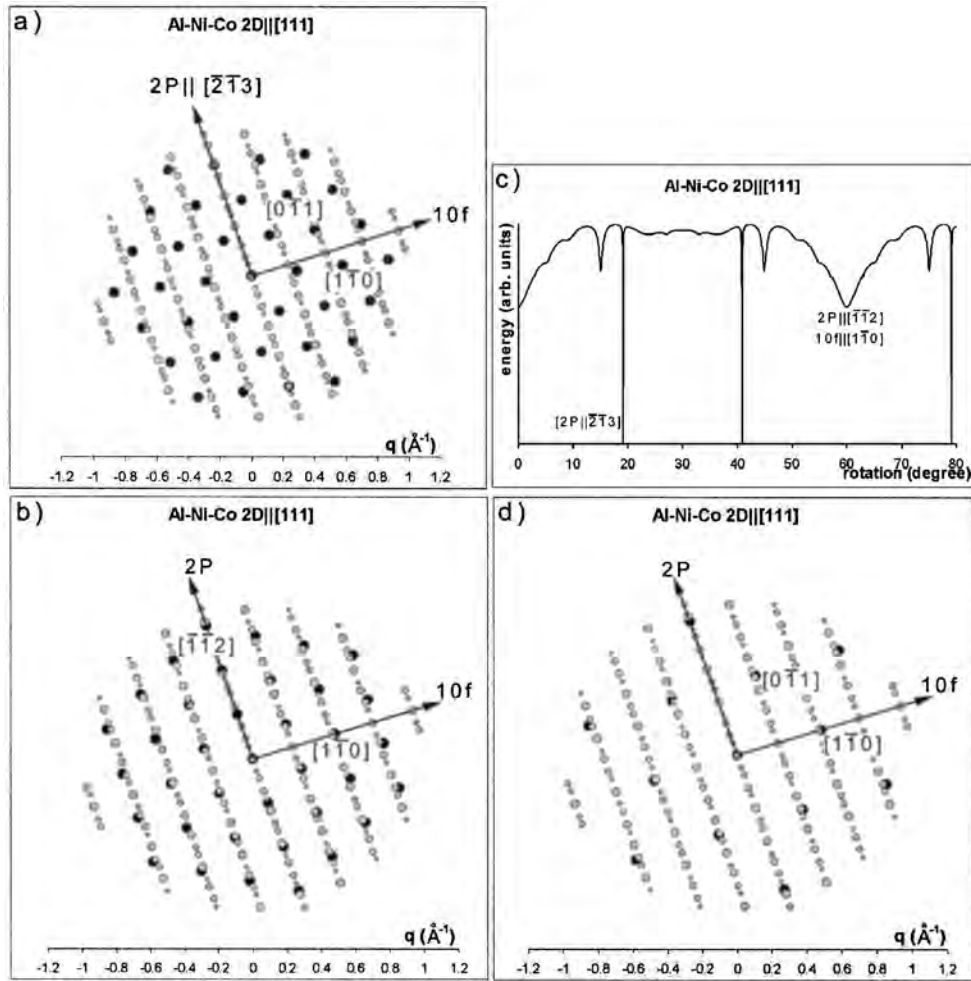 a)
Al-Ni-Co 2D||[111]
2P|| [2̄1̄3]
[01̄1]
10f
[11̄0]
q (Å⁻¹)
-1.2 -1 -0.8 -0.6 -0.4 -0.2 0 0.2 0.4 0.6 0.8 1 1.2
c)
Al-Ni-Co 2D||[111]
energy (arb. units)
2P||[1̄1̄2]
10f||[11̄0]
[2P||2̄1̄3]
0 10 20 30 40 50 60 70 80
rotation (degree)
b)
Al-Ni-Co 2D||[111]
2P
[1̄1̄2]
10f
[11̄0]
q (Å⁻¹)
-1.2 -1 -0.8 -0.6 -0.4 -0.2 0 0.2 0.4 0.6 0.8 1 1,2
d)
Al-Ni-Co 2D||[111]
2P
[01̄1]
10f
[11̄0]
q (Å⁻¹)
-1.2 -1 -0.8 -0.6 -0.4 -0.2 0 0.2 0.4 0.6 0.8 1 1,2